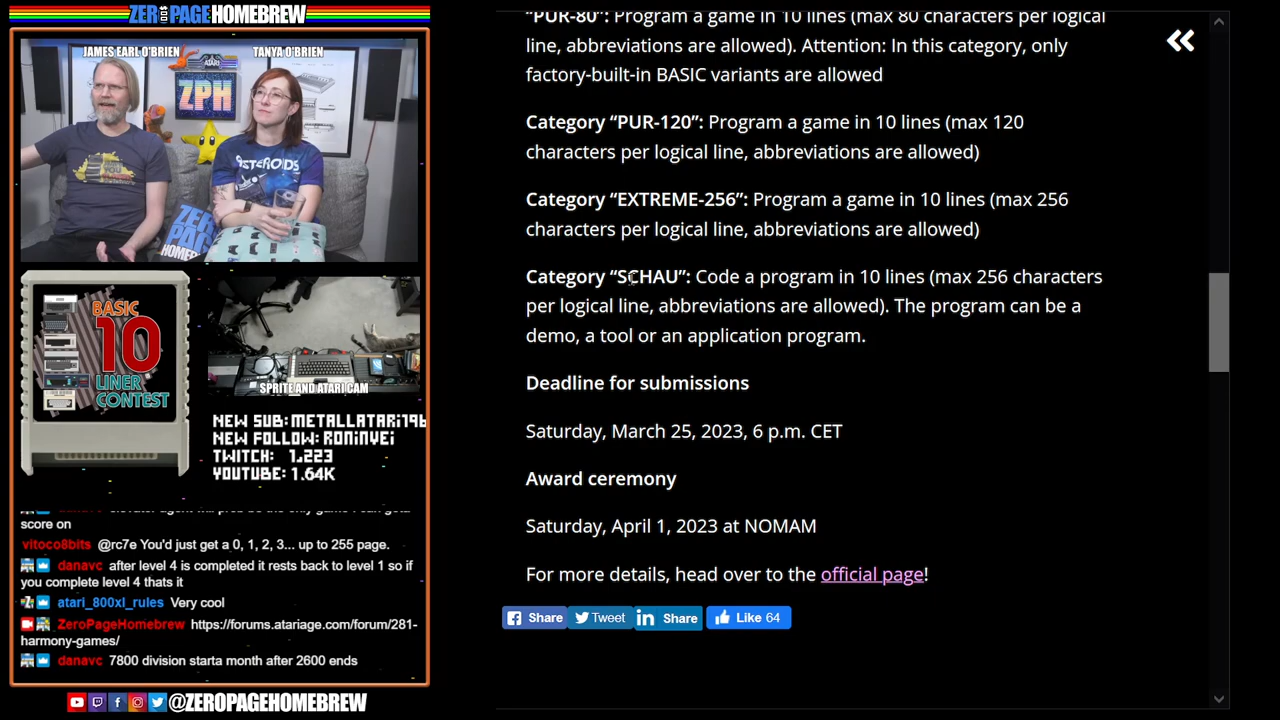 ZERO PAGE HOMEBREW
JAMES EARL O'BRIEN
TANYA O'BRIEN
ATARI
ZPH
ASTEROIDS
ZERO
PAGE
BASIC
10
LINER
CONTEST
SPRITE AND ATARI CAM
NEW SUB: METALLATARI196
NEW FOLLOW: RONINVEI
TWITCH: 1,223
YOUTUBE: 1.64K
score on
vitoco8bits @rc7e You'd just get a 0, 1, 2, 3... up to 255 page.
danavc after level 4 is completed it rests back to level 1 so if
you complete level 4 thats it
atari_800xl_rules Very cool
ZeroPageHomebrew https://forums.atariage.com/forum/281-
harmony-games/
danavc 7800 division starta month after 2600 ends
@ZEROPAGEHOMEBREW
"PUR-80": Program a game in 10 lines (max 80 characters per logical
line, abbreviations are allowed). Attention: In this category, only
factory-built-in BASIC variants are allowed
Category “PUR-120”: Program a game in 10 lines (max 120
characters per logical line, abbreviations are allowed)
Category “EXTREME-256”: Program a game in 10 lines (max 256
characters per logical line, abbreviations are allowed)
Category “SCHAU”: Code a program in 10 lines (max 256 characters
per logical line, abbreviations are allowed). The program can be a
demo, a tool or an application program.
Deadline for submissions
Saturday, March 25, 2023, 6 p.m. CET
Award ceremony
Saturday, April 1, 2023 at NOMAM
For more details, head over to the official page!
Share Tweet Share Like 64